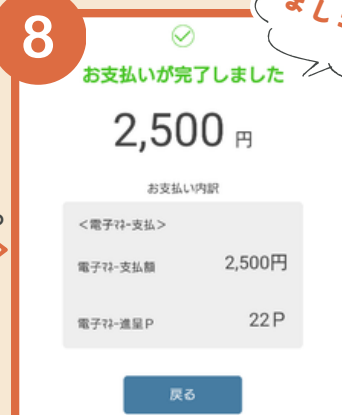 8
まし
お支払いが完了しました
2,500 円
お支払い内訳
<電子ﾏﾈｰ支払>
電子ﾏﾈｰ支払額 2,500円
電子ﾏﾈｰ進呈P 22P
戻る